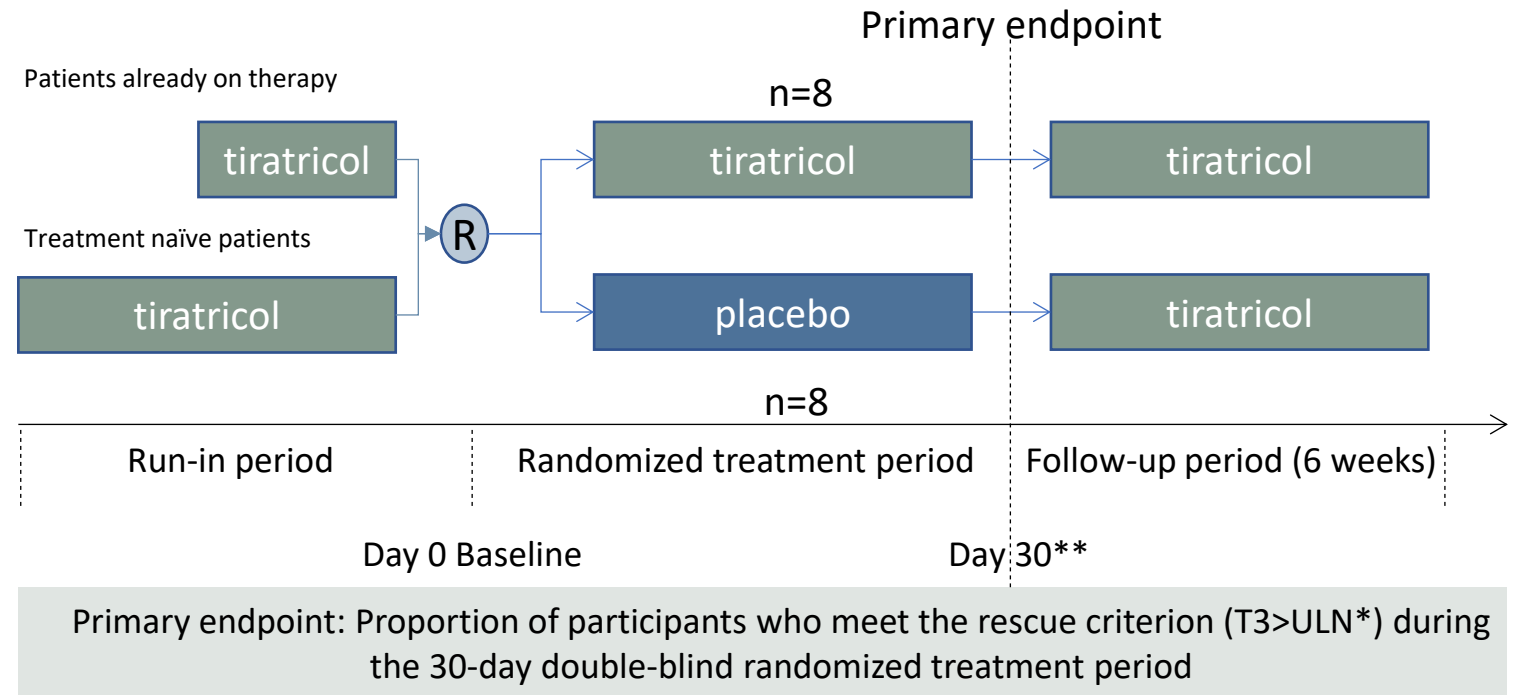 Primary endpoint
Patients already on therapy
n=8
tiratricol
tiratricol
tiratricol
Treatment naïve patients
R
tiratricol
placebo
tiratricol
n=8
Run-in period
Randomized treatment period
Follow-up period (6 weeks)
Day 0 Baseline
Day 30**
Primary endpoint: Proportion of participants who meet the rescue criterion (T3>ULN*) during
the 30-day double-blind randomized treatment period